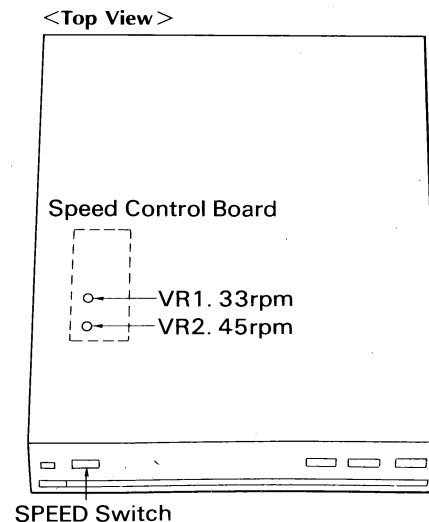 <Top View>
Speed Control Board
VR1. 33rpm
VR2. 45rpm
SPEED Switch